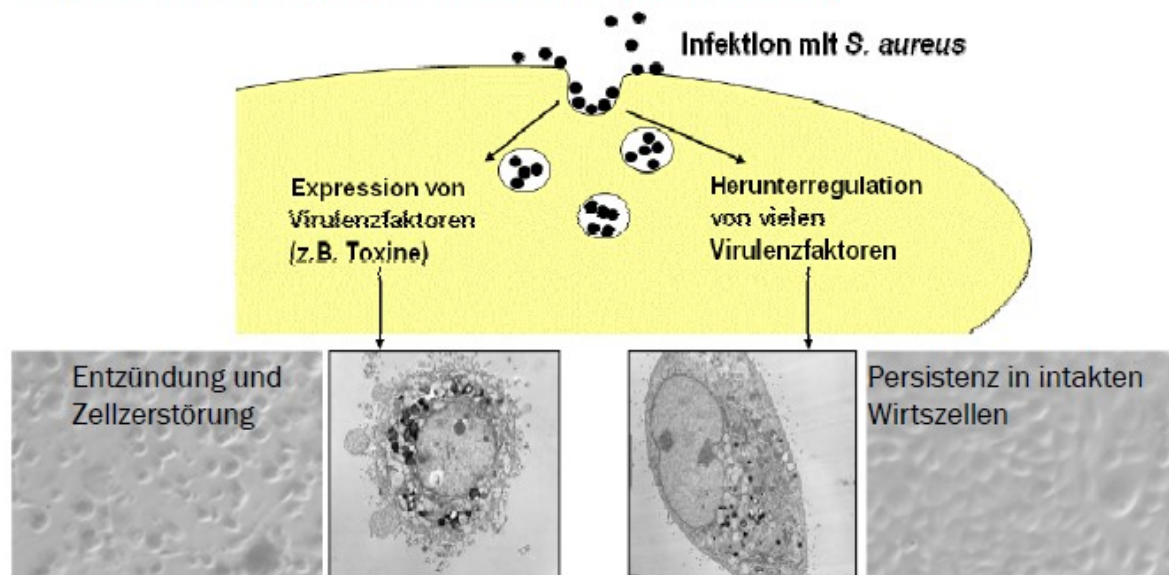 Infektion mit S. aureus
Expression von
Virulenzfaktoren
(z.B. Toxine)
Herunterregulation
von vielen
Virulenzfaktoren
Entzündung und
Zellzerstörung
Persistenz in intakten
Wirtszellen